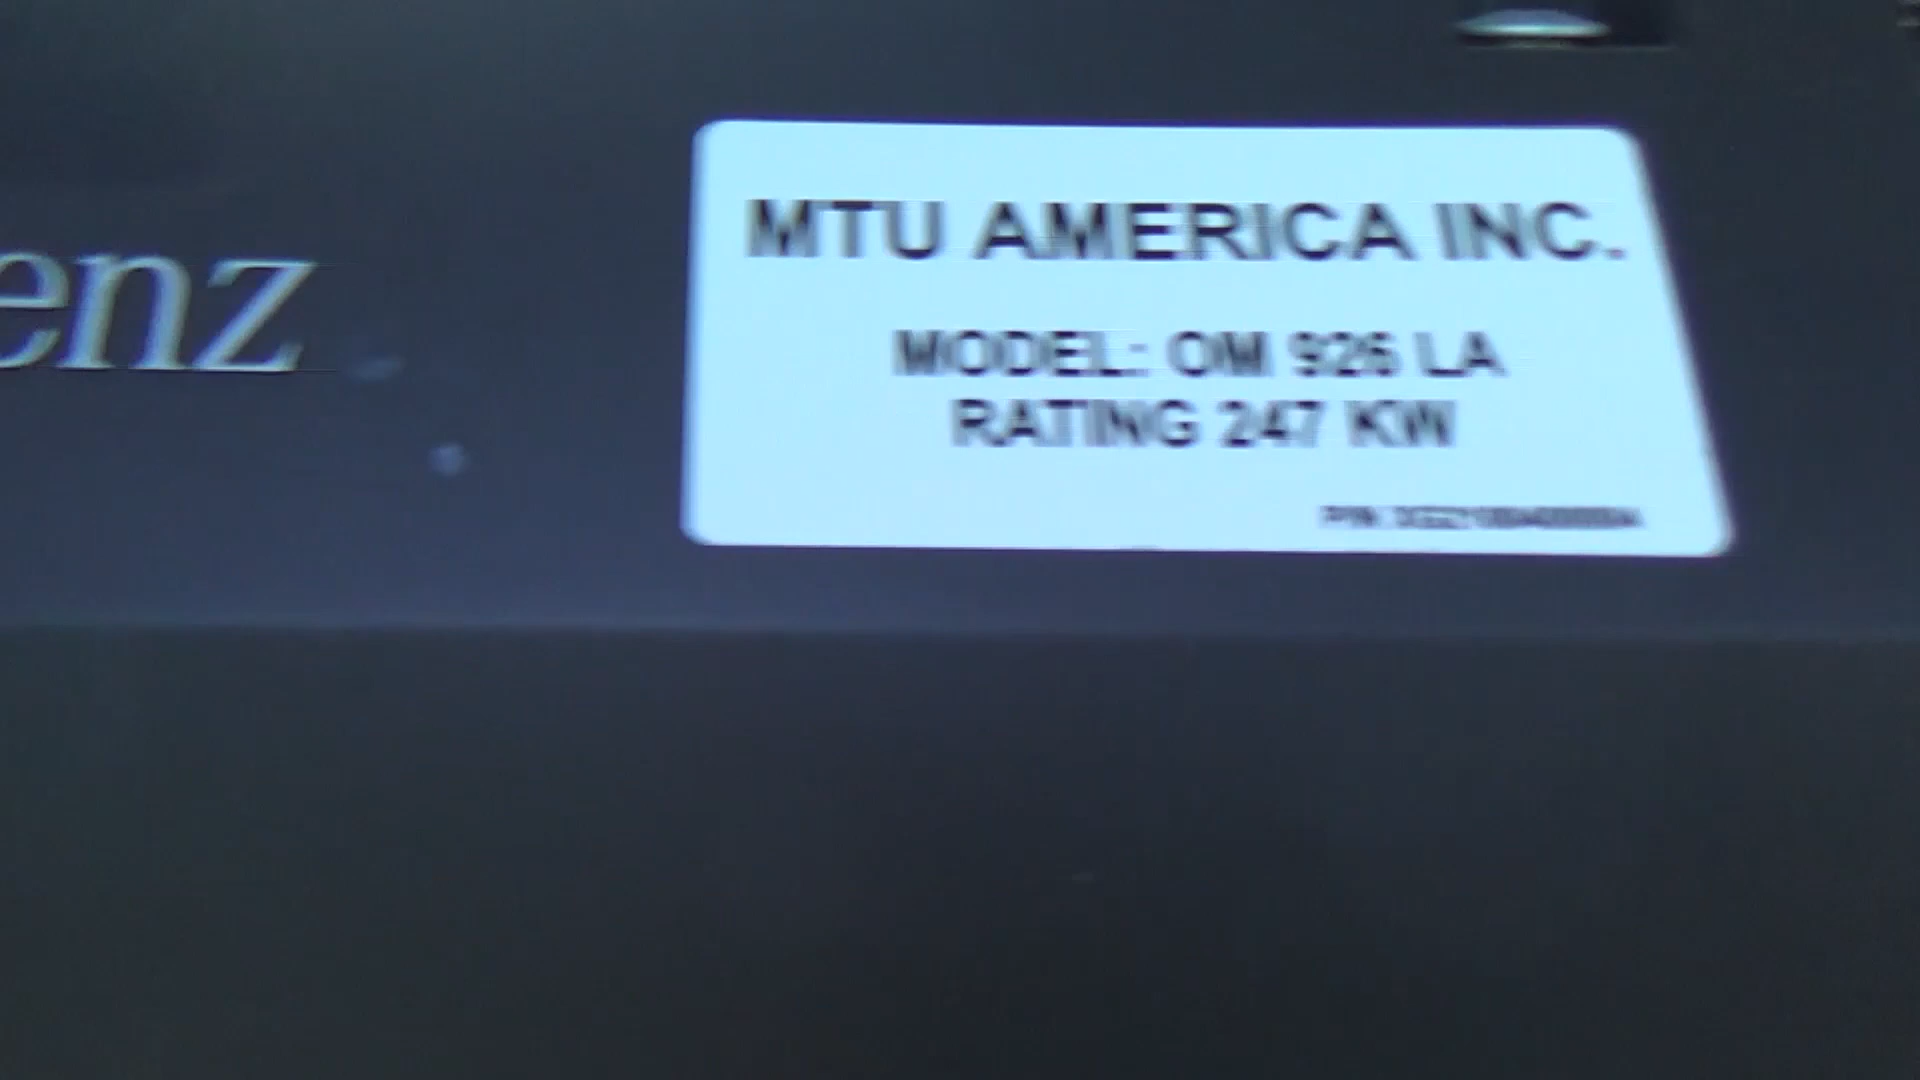 enz
MTU AMERICA INC.
MODEL: OM 926 LA
RATING 247 KW
P/N